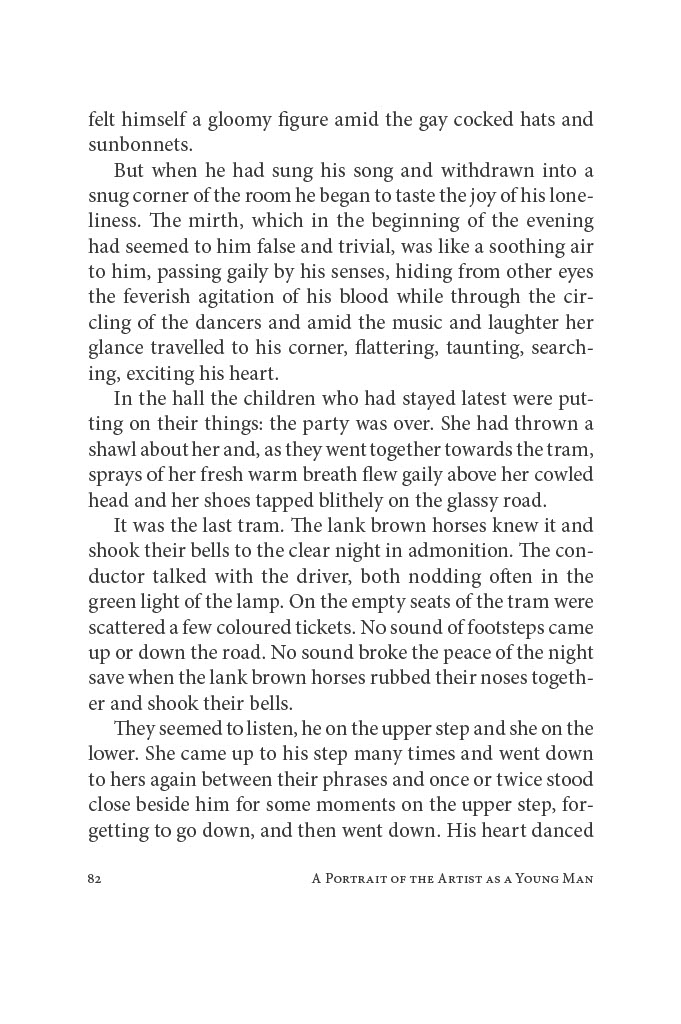 felt himself a gloomy figure amid the gay cocked hats and
sunbonnets.
But when he had sung his song and withdrawn into a
snug corner of the room he began to taste the joy of his lone-
liness. The mirth, which in the beginning of the evening
had seemed to him false and trivial, was like a soothing air
to him, passing gaily by his senses, hiding from other eyes
the feverish agitation of his blood while through the cir-
cling of the dancers and amid the music and laughter her
glance travelled to his corner, flattering, taunting, search-
ing, exciting his heart.
In the hall the children who had stayed latest were put-
ting on their things: the party was over. She had thrown a
shawl about her and, as they went together towards the tram,
sprays of her fresh warm breath flew gaily above her cowled
head and her shoes tapped blithely on the glassy road.
It was the last tram. The lank brown horses knew it and
shook their bells to the clear night in admonition. The con-
ductor talked with the driver, both nodding often in the
green light of the lamp. On the empty seats of the tram were
scattered a few coloured tickets. No sound of footsteps came
up or down the road. No sound broke the peace of the night
save when the lank brown horses rubbed their noses togeth-
er and shook their bells.
They seemed to listen, he on the upper step and she on the
lower. She came up to his step many times and went down
to hers again between their phrases and once or twice stood
close beside him for some moments on the upper step, for-
getting to go down, and then went down. His heart danced
82 A Portrait of the Artist as a Young Man